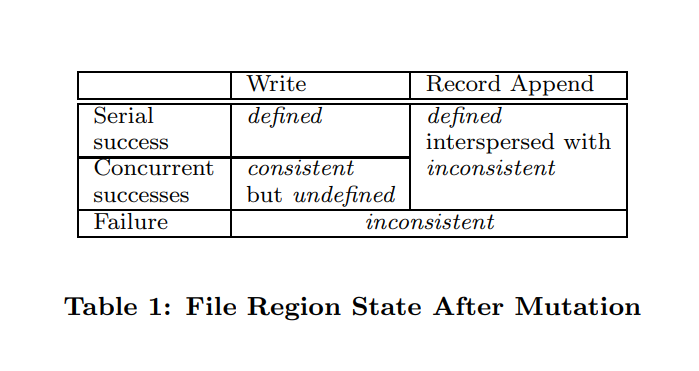 Write Record Append
Serial defined defined
success interspersed with
Concurrent consistent inconsistent
successes but undefined
Failure inconsistent
Table 1: File Region State After Mutation